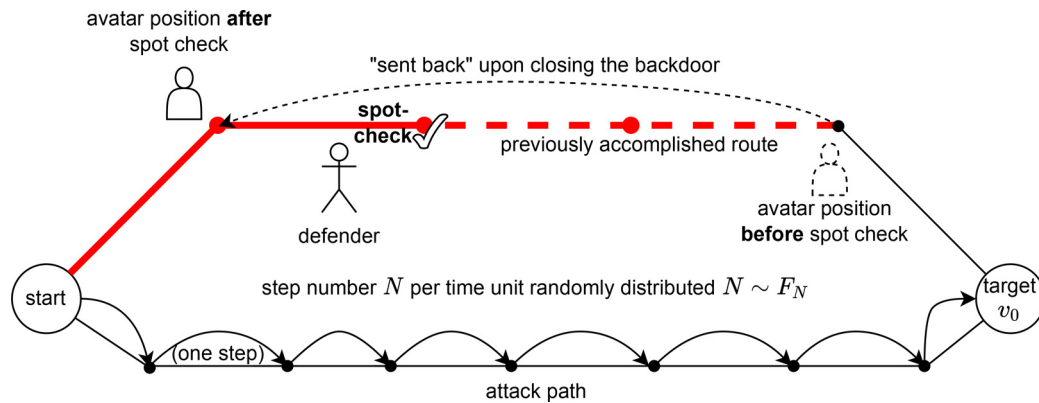 avatar position after
spot check
"sent back" upon closing the backdoor
spot-
check
previously accomplished route
defender
avatar position
before spot check
start
step number N per time unit randomly distributed N ∼ F_N
target
v_0
(one step)
attack path